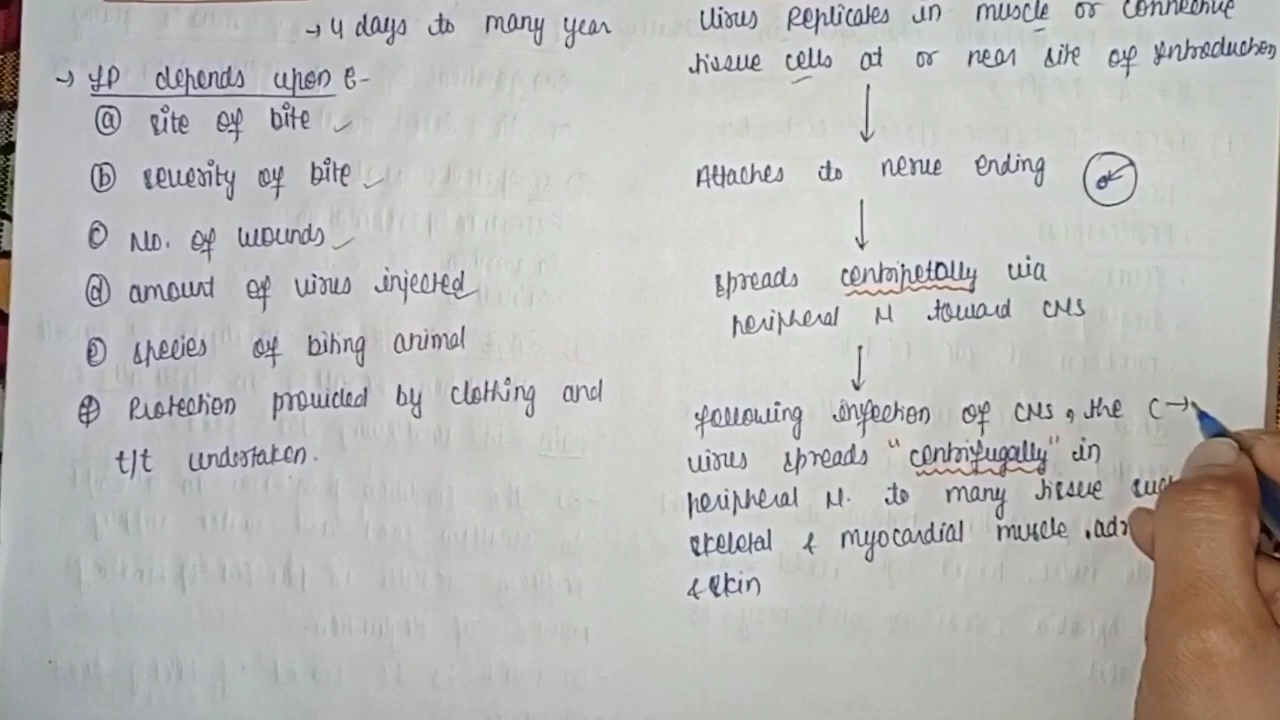 → 4 days to many year
→ IP depends upon :-
ⓐ site of bite ✓
ⓑ severity of bite ✓
ⓒ No. of wounds ✓
ⓓ amount of virus injected
ⓔ species of biting animal
ⓕ Protection provided by clothing and
t/t undertaken.
Virus Replicates in muscle or connective
tissue cells at or near site of introduction
↓
Attaches to nerve ending
↓
spreads centripetally via
peripheral N toward CNS
↓
following infection of CNS, the C→
virus spreads "centrifugally" in
peripheral N. to many tissue
skeletal & myocardial muscle.
& skin